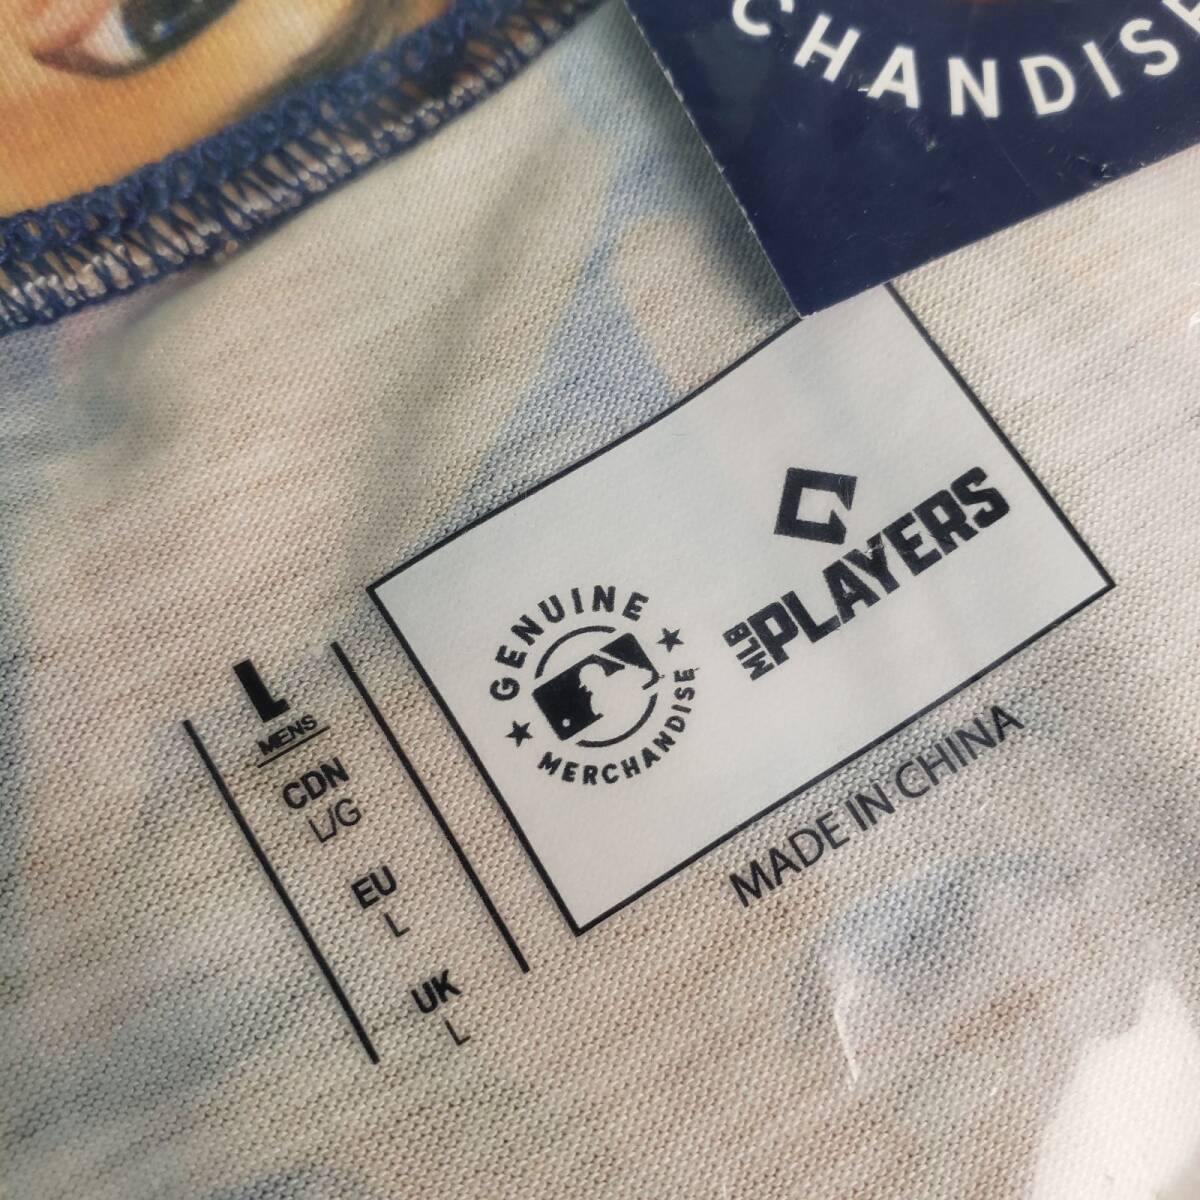 CHANDISE
GENUINE
MERCHANDISE
MLB PLAYERS
MADE IN CHINA
L
MENS
CDN
L/G
EU
L
UK
L